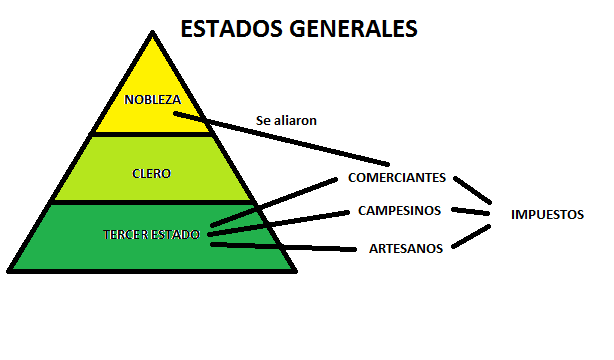 ESTADOS GENERALES
NOBLEZA
Se aliaron
CLERO
COMERCIANTES
CAMPESINOS
IMPUESTOS
TERCER ESTADO
ARTESANOS